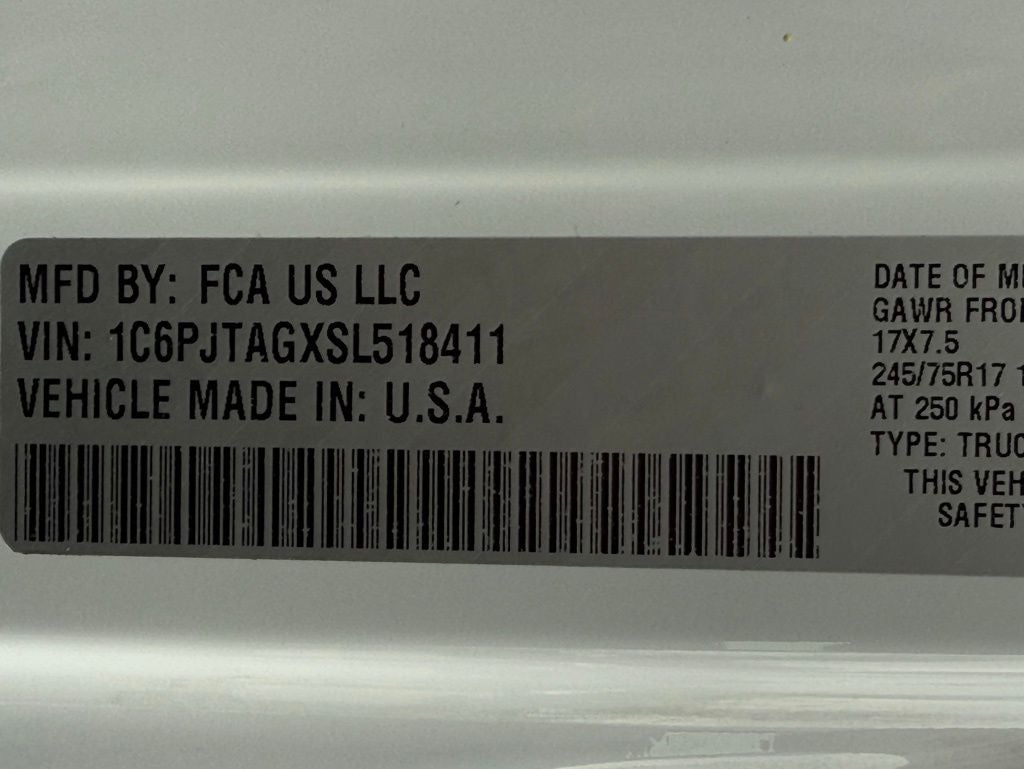 MFD BY: FCA US LLC
VIN: 1C6PJTAGXSL518411
VEHICLE MADE IN: U.S.A.
DATE OF
GAWR
17X7.5
245/75R17
AT 250 kPa
TYPE:
THIS